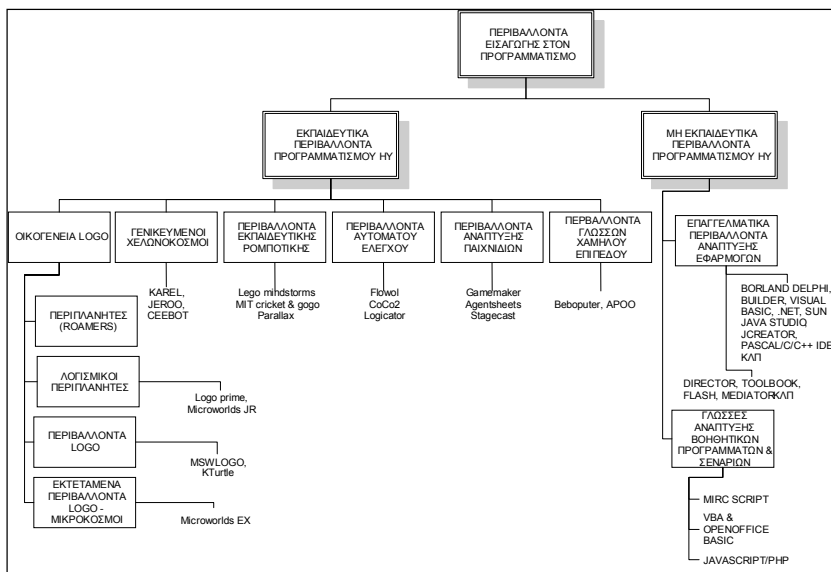 ΠΕΡΙΒΑΛΛΟΝΤΑ
ΕΙΣΑΓΩΓΗΣ ΣΤΟΝ
ΠΡΟΓΡΑΜΜΑΤΙΣΜΟ
ΕΚΠΑΙΔΕΥΤΙΚΑ
ΠΕΡΙΒΑΛΛΟΝΤΑ
ΠΡΟΓΡΑΜΜΑΤΙΣΜΟΥ ΗΥ
ΜΗ ΕΚΠΑΙΔΕΥΤΙΚΑ
ΠΕΡΙΒΑΛΛΟΝΤΑ
ΠΡΟΓΡΑΜΜΑΤΙΣΜΟΥ ΗΥ
ΟΙΚΟΓΕΝΕΙΑ LOGO
ΓΕΝΙΚΕΥΜΕΝΟΙ
ΧΕΛΩΝΟΚΟΣΜΟΙ
ΠΕΡΙΒΑΛΛΟΝΤΑ
ΕΚΠΑΙΔΕΥΤΙΚΗΣ
ΡΟΜΠΟΤΙΚΗΣ
ΠΕΡΙΒΑΛΛΟΝΤΑ
ΑΥΤΟΜΑΤΟΥ
ΕΛΕΓΧΟΥ
ΠΕΡΙΒΑΛΛΟΝΤΑ
ΑΝΑΠΤΥΞΗΣ
ΠΑΙΧΝΙΔΙΩΝ
ΠΕΡΒΑΛΛΟΝΤΑ
ΓΛΩΣΣΩΝ
ΧΑΜΗΛΟΥ
ΕΠΙΠΕΔΟΥ
ΕΠΑΓΓΕΛΜΑΤΙΚΑ
ΠΕΡΙΒΑΛΛΟΝΤΑ
ΑΝΑΠΤΥΞΗΣ
ΕΦΑΡΜΟΓΩΝ
KAREL,
JEROO,
CEEBOT
Lego mindstorms
MIT cricket & gogo
Parallax
Flowol
CoCo2
Logicator
Gamemaker
Agentsheets
Stagecast
Beboputer, APOO
BORLAND DELPHI,
BUILDER, VISUAL
BASIC, .NET, SUN
JAVA STUDIO,
JCREATOR,
PASCAL/C/C++ IDE
ΚΛΠ
DIRECTOR, TOOLBOOK,
FLASH, MEDIATORΚΛΠ
ΠΕΡΙΠΛΑΝΗΤΕΣ
(ROAMERS)
ΛΟΓΙΣΜΙΚΟΙ
ΠΕΡΙΠΛΑΝΗΤΕΣ
Logo prime,
Microworlds JR
ΠΕΡΙΒΑΛΛΟΝΤΑ
LOGO
MSWLOGO,
KTurtle
ΕΚΤΕΤΑΜΕΝΑ
ΠΕΡΙΒΑΛΛΟΝΤΑ
LOGO -
ΜΙΚΡΟΚΟΣΜΟΙ
Microworlds EX
ΓΛΩΣΣΕΣ
ΑΝΑΠΤΥΞΗΣ
ΒΟΗΘΗΤΙΚΩΝ
ΠΡΟΓΡΑΜΜΑΤΩΝ &
ΣΕΝΑΡΙΩΝ
MIRC SCRIPT
VBA &
OPENOFFICE
BASIC
JAVASCRIPT/PHP